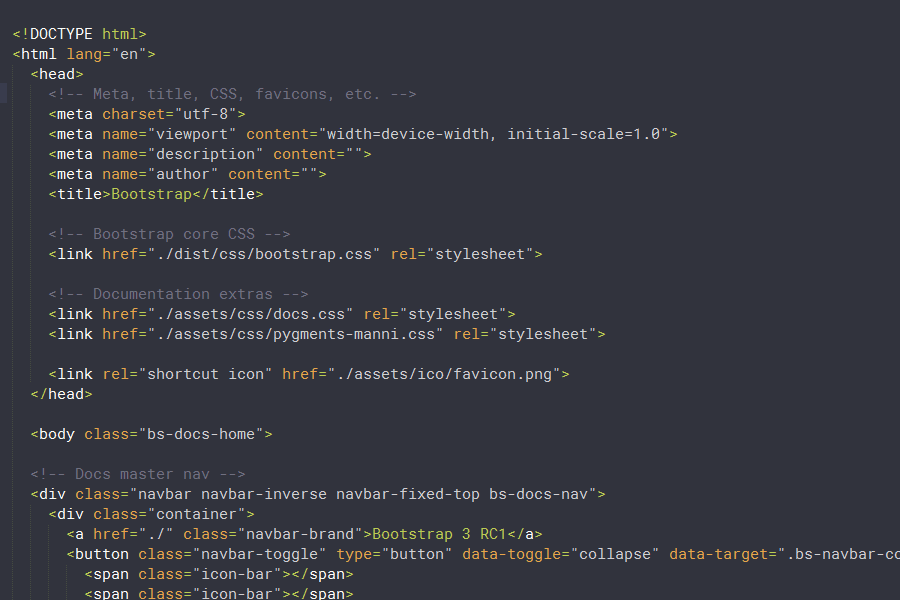 <!DOCTYPE html>
<html lang="en">
<head>
<!-- Meta, title, CSS, favicons, etc. -->
<meta charset="utf-8">
<meta name="viewport" content="width=device-width, initial-scale=1.0">
<meta name="description" content="">
<meta name="author" content="">
<title>Bootstrap</title>
<!-- Bootstrap core CSS -->
<link href="./dist/css/bootstrap.css" rel="stylesheet">
<!-- Documentation extras -->
<link href="./assets/css/docs.css" rel="stylesheet">
<link href="./assets/css/pygments-manni.css" rel="stylesheet">
<link rel="shortcut icon" href="./assets/ico/favicon.png">
</head>
<body class="bs-docs-home">
<!-- Docs master nav -->
<div class="navbar navbar-inverse navbar-fixed-top bs-docs-nav">
<div class="container">
<a href="./" class="navbar-brand">Bootstrap 3 RC1</a>
<button class="navbar-toggle" type="button" data-toggle="collapse" data-target=".bs-navbar-co
<span class="icon-bar"></span>
<span class="icon-bar"></span>